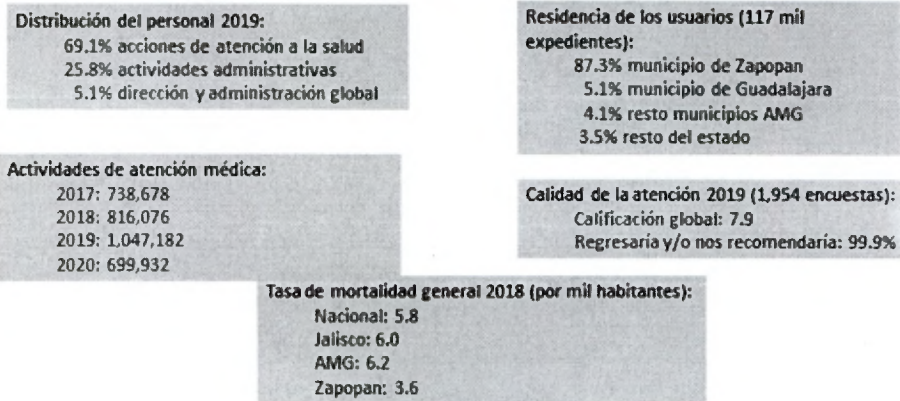 Distribución del personal 2019:
69.1% acciones de atención a la salud
25.8% actividades administrativas
5.1% dirección y administración global
Residencia de los usuarios (117 mil
expedientes):
87.3% municipio de Zapopan
5.1% municipio de Guadalajara
4.1% resto municipios AMG
3.5% resto del estado
Actividades de atención médica:
2017: 738,678
2018: 816,076
2019: 1,047,182
2020: 699,932
Calidad de la atención 2019 (1,954 encuestas):
Calificación global: 7.9
Regresaría y/o nos recomendaría: 99.9%
Tasa de mortalidad general 2018 (por mil habitantes):
Nacional: 5.8
Jalisco: 6.0
AMG: 6.2
Zapopan: 3.6